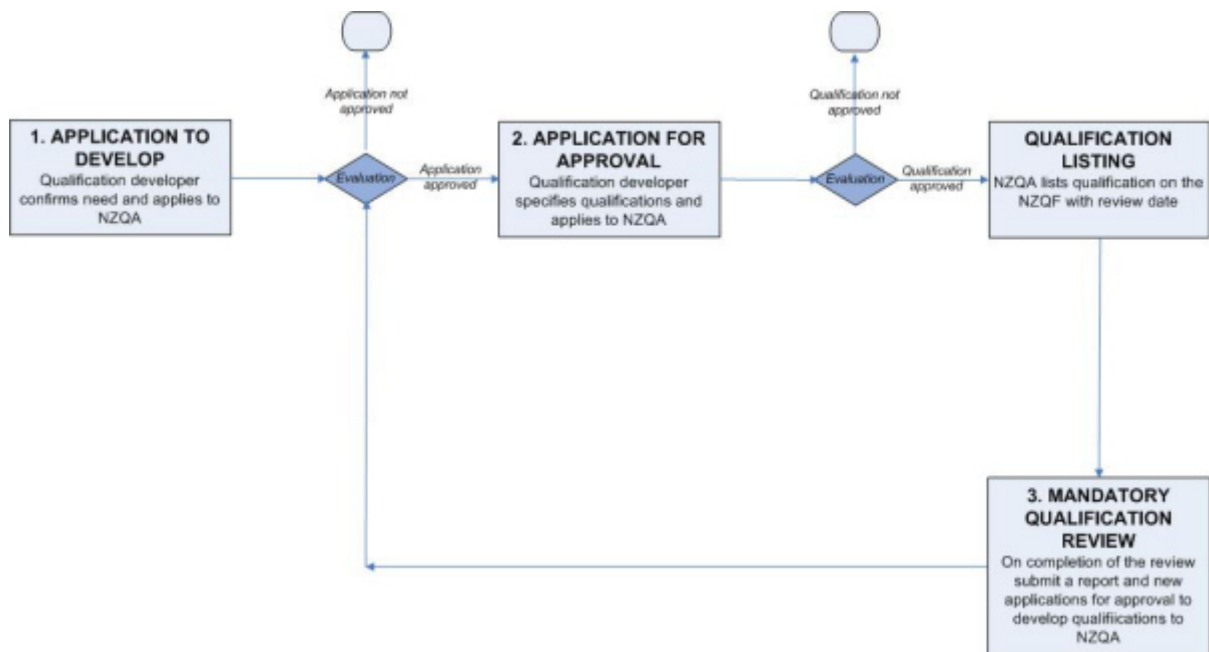 Application not
approved
Qualification not
approved
1. APPLICATION TO
DEVELOP
Qualification developer
confirms need and applies to
NZQA
Evaluation
Application
approved
2. APPLICATION FOR
APPROVAL
Qualification developer
specifies qualifications and
applies to NZQA
Evaluation
Qualification
approved
QUALIFICATION
LISTING
NZQA lists qualification on the
NZQF with review date
3. MANDATORY
QUALIFICATION
REVIEW
On completion of the review
submit a report and new
applications for approval to
develop qualifiications to
NZQA